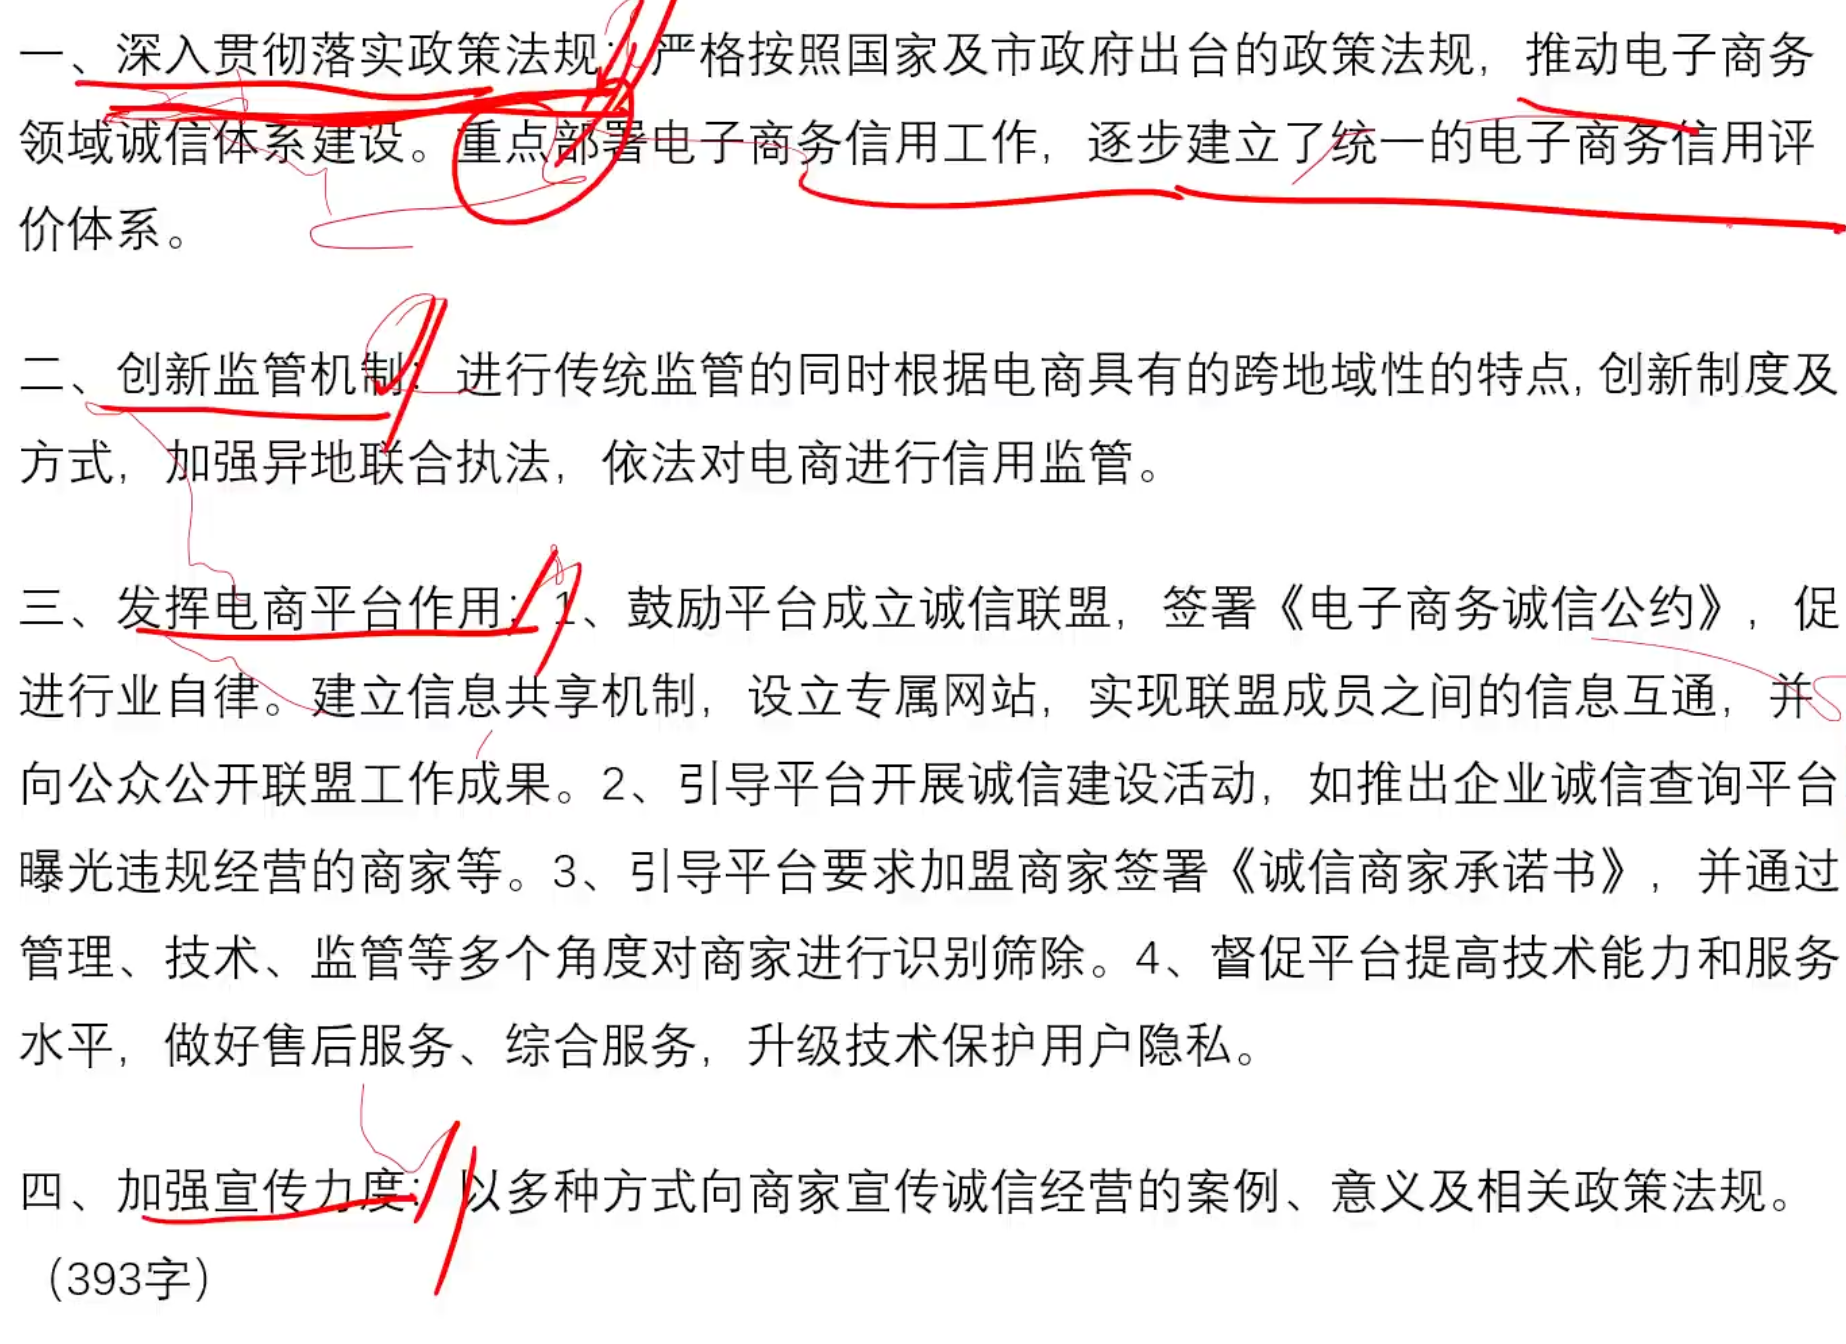 一、深入贯彻落实政策法规：严格按照国家及市政府出台的政策法规，推动电子商务
领域诚信体系建设。重点部署电子商务信用工作，逐步建立了统一的电子商务信用评
价体系。
二、创新监管机制：进行传统监管的同时根据电商具有的跨地域性的特点,创新制度及
方式，加强异地联合执法，依法对电商进行信用监管。
三、发挥电商平台作用：1、鼓励平台成立诚信联盟，签署《电子商务诚信公约》，促
进行业自律。建立信息共享机制，设立专属网站，实现联盟成员之间的信息互通，并
向公众公开联盟工作成果。2、引导平台开展诚信建设活动，如推出企业诚信查询平台
曝光违规经营的商家等。3、引导平台要求加盟商家签署《诚信商家承诺书》，并通过
管理、技术、监管等多个角度对商家进行识别筛除。4、督促平台提高技术能力和服务
水平，做好售后服务、综合服务，升级技术保护用户隐私。
四、加强宣传力度：以多种方式向商家宣传诚信经营的案例、意义及相关政策法规。
（393字）